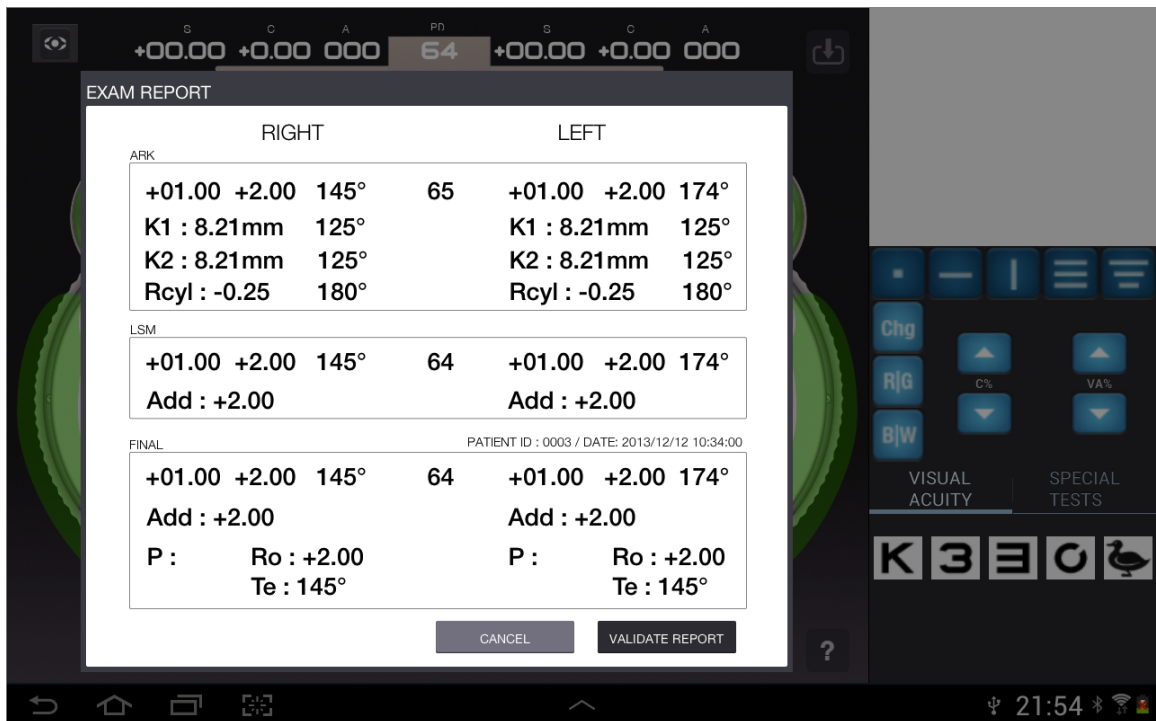 S C A PD S C A
+00.00 +0.00 000 64 +00.00 +0.00 000
EXAM REPORT
RIGHT LEFT
ARK
+01.00 +2.00 145° 65 +01.00 +2.00 174°
K1 : 8.21mm 125° K1 : 8.21mm 125°
K2 : 8.21mm 125° K2 : 8.21mm 125°
Rcyl : -0.25 180° Rcyl : -0.25 180°
LSM
+01.00 +2.00 145° 64 +01.00 +2.00 174°
Add : +2.00 Add : +2.00
FINAL PATIENT ID : 0003 / DATE: 2013/12/12 10:34:00
+01.00 +2.00 145° 64 +01.00 +2.00 174°
Add : +2.00 Add : +2.00
P : Ro : +2.00 P : Ro : +2.00
Te : 145° Te : 145°
CANCEL VALIDATE REPORT
?
Chg
R|G C% VA%
B|W
VISUAL ACUITY
SPECIAL TESTS
K 3 E O
21:54